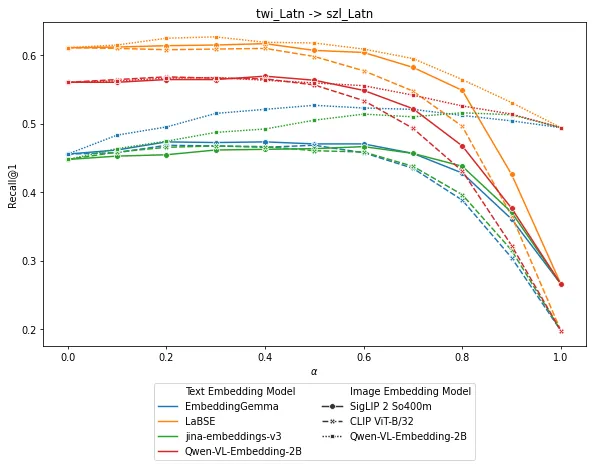 twi_Latn -> szl_Latn
Recall@1
0.6
0.5
0.4
0.3
0.2
0.0 0.2 0.4 0.6 0.8 1.0
α
Text Embedding Model Image Embedding Model
EmbeddingGemma SigLIP 2 So400m
LaBSE CLIP ViT-B/32
jina-embeddings-v3 Qwen-VL-Embedding-2B
Qwen-VL-Embedding-2B